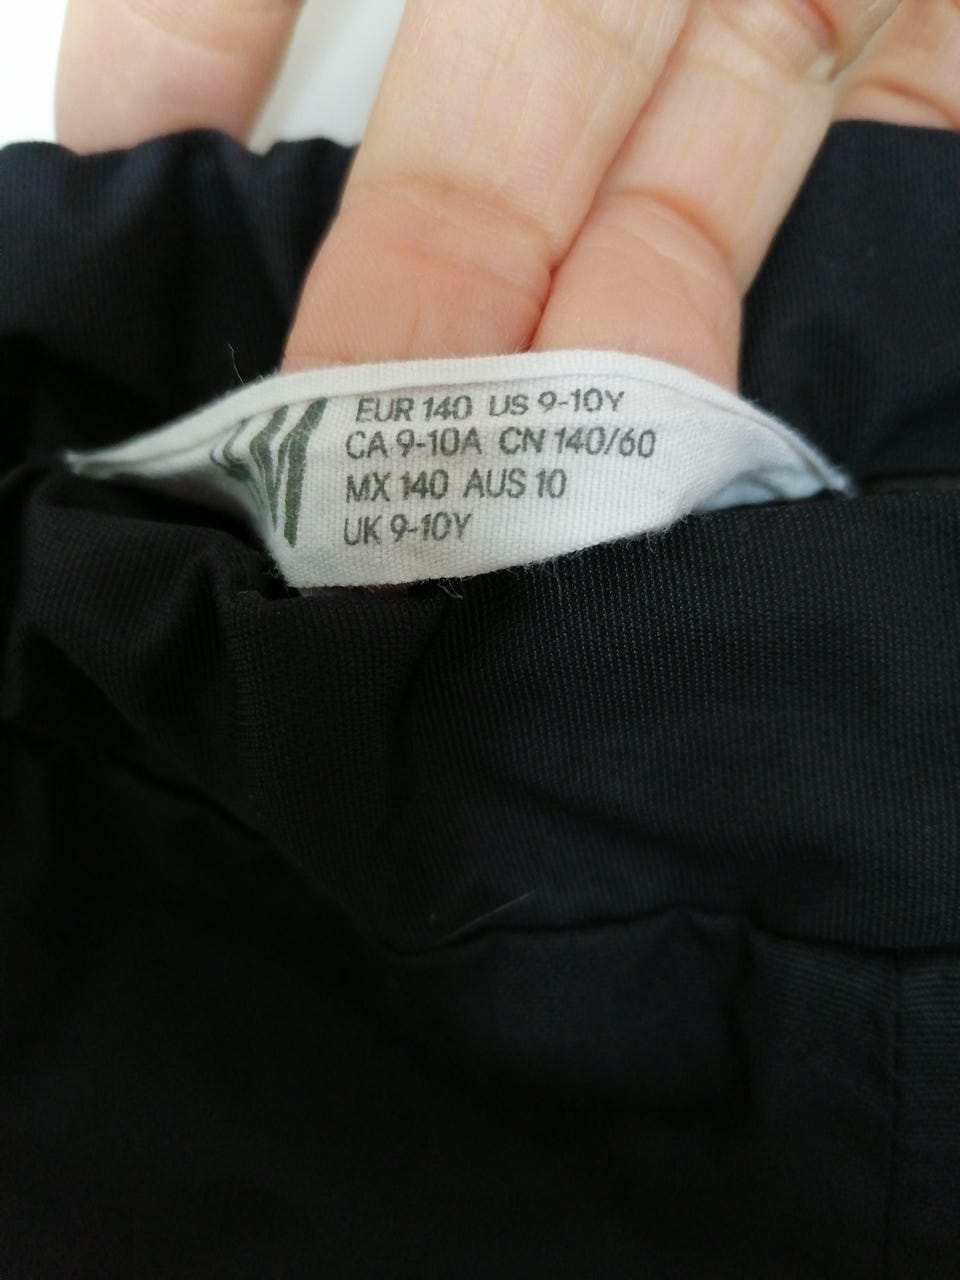 EUR 140 US 9-10Y
CA 9-10A CN 140/60
MX 140 AUS 10
UK 9-10Y